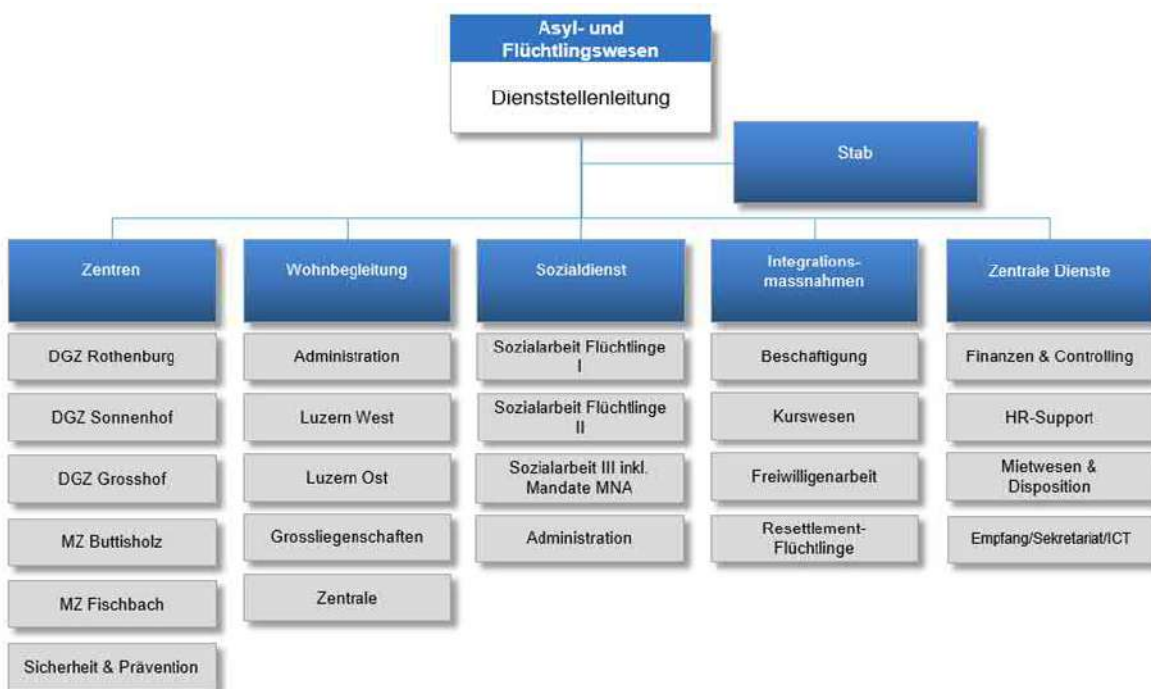 Asyl- und
Flüchtlingswesen
Dienststellenleitung
Stab
Zentren
DGZ Rothenburg
DGZ Sonnenhof
DGZ Grosshof
MZ Buttisholz
MZ Fischbach
Sicherheit & Prävention
Wohnbegleitung
Administration
Luzern West
Luzern Ost
Grossliegenschaften
Zentrale
Sozialdienst
Sozialarbeit Flüchtlinge
I
Sozialarbeit Flüchtlinge
II
Sozialarbeit III inkl.
Mandate MNA
Administration
Integrations-
massnahmen
Beschäftigung
Kurswesen
Freiwilligenarbeit
Resettlement-
Flüchtlinge
Zentrale Dienste
Finanzen & Controlling
HR-Support
Mietwesen &
Disposition
Empfang/Sekretariat/ICT